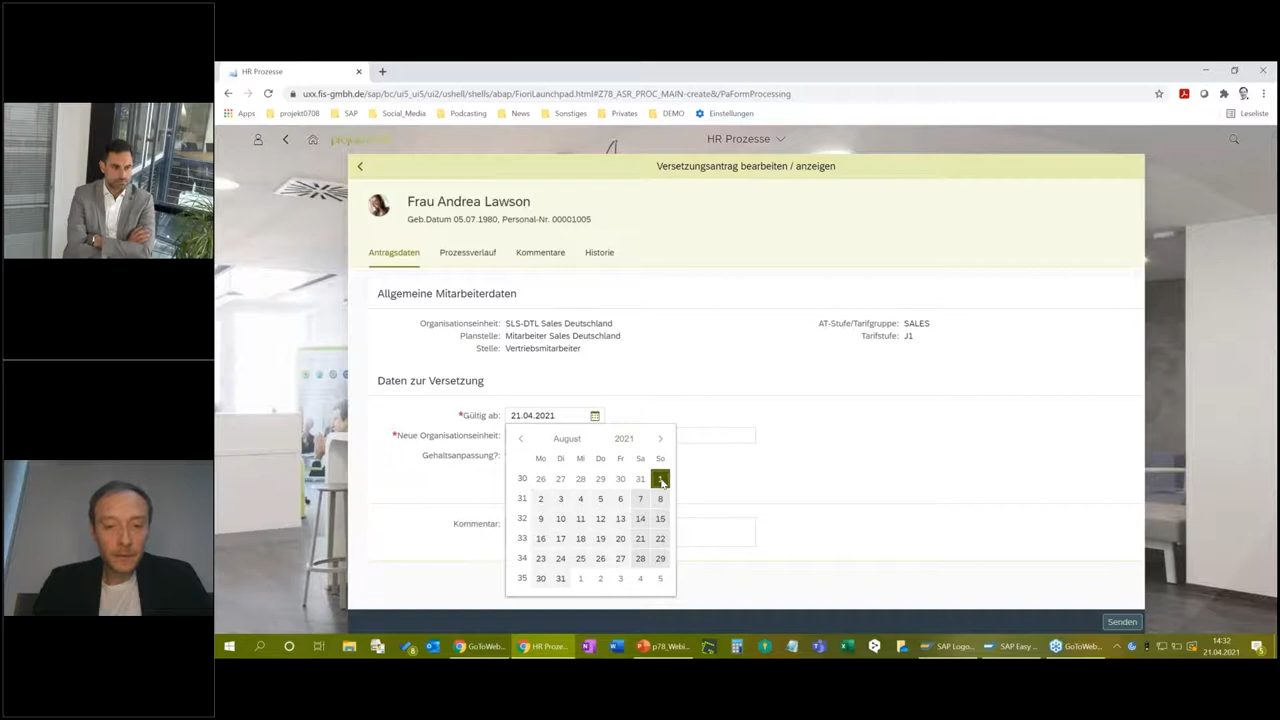 HR Prozesse
uxx.fis-gmbh.de/sap/bc/ui5_ui5/ui2/ushell/shells/abap/FioriLaunchpad.html#Z78_ASR_PROC_MAIN-create&/PaFormProcessing
Apps projekt0708 SAP Social_Media Podcasting News Sonstiges Privates DEMO Einstellungen Leseliste
HR Prozesse
Versetzungsantrag bearbeiten / anzeigen
Frau Andrea Lawson
Geb.Datum 05.07.1980, Personal-Nr. 00001005
Antragsdaten Prozessverlauf Kommentare Historie
Allgemeine Mitarbeiterdaten
Organisationseinheit: SLS-DTL Sales Deutschland AT-Stufe/Tarifgruppe: SALES
Planstelle: Mitarbeiter Sales Deutschland Tarifstufe: J1
Stelle: Vertriebsmitarbeiter
Daten zur Versetzung
*Gültig ab: 21.04.2021
*Neue Organisationseinheit:
Gehaltsanpassung?:
Kommentar:
August 2021
Mo Di Mi Do Fr Sa So
30 26 27 28 29 30 31 1
31 2 3 4 5 6 7 8
32 9 10 11 12 13 14 15
33 16 17 18 19 20 21 22
34 23 24 25 26 27 28 29
35 30 31 1 2 3 4 5
Senden
GoToWeb... HR Proze... p78_Webi... SAP Logo... SAP Easy ... GoToWeb... 14:32
21.04.2021